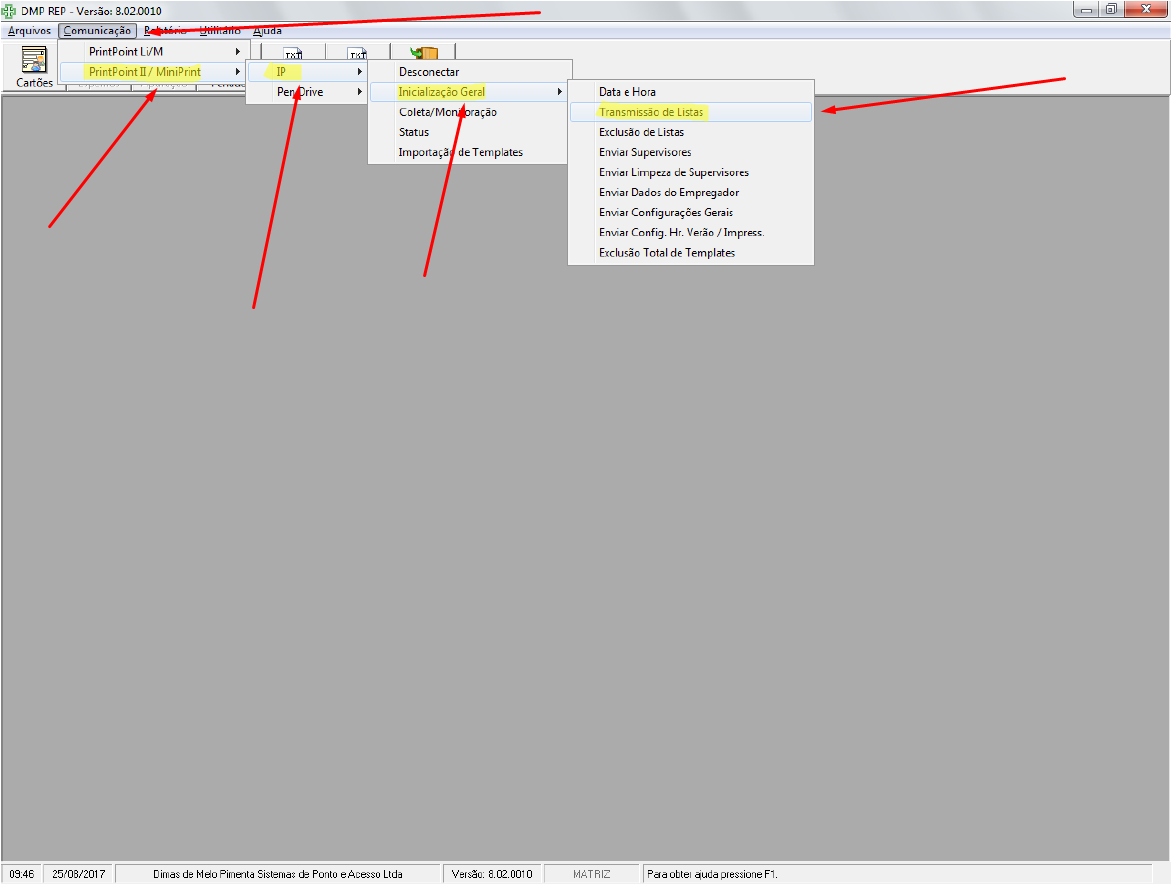 DMP REP - Versão: 8.02.0010
Arquivos Comunicação Relatório Utilitário Ajuda
Cartões
TXT TXT
PrintPoint Li/M
PrintPoint II / MiniPrint
IP
Pen Drive
Desconectar
Inicialização Geral
Coleta/Monitoração
Status
Importação de Templates
Data e Hora
Transmissão de Listas
Exclusão de Listas
Enviar Supervisores
Enviar Limpeza de Supervisores
Enviar Dados do Empregador
Enviar Configurações Gerais
Enviar Config. Hr. Verão / Impress.
Exclusão Total de Templates
09:46 25/08/2017 Dimas de Melo Pimenta Sistemas de Ponto e Acesso Ltda Versão: 8.02.0010 MATRIZ Para obter ajuda pressione F1.